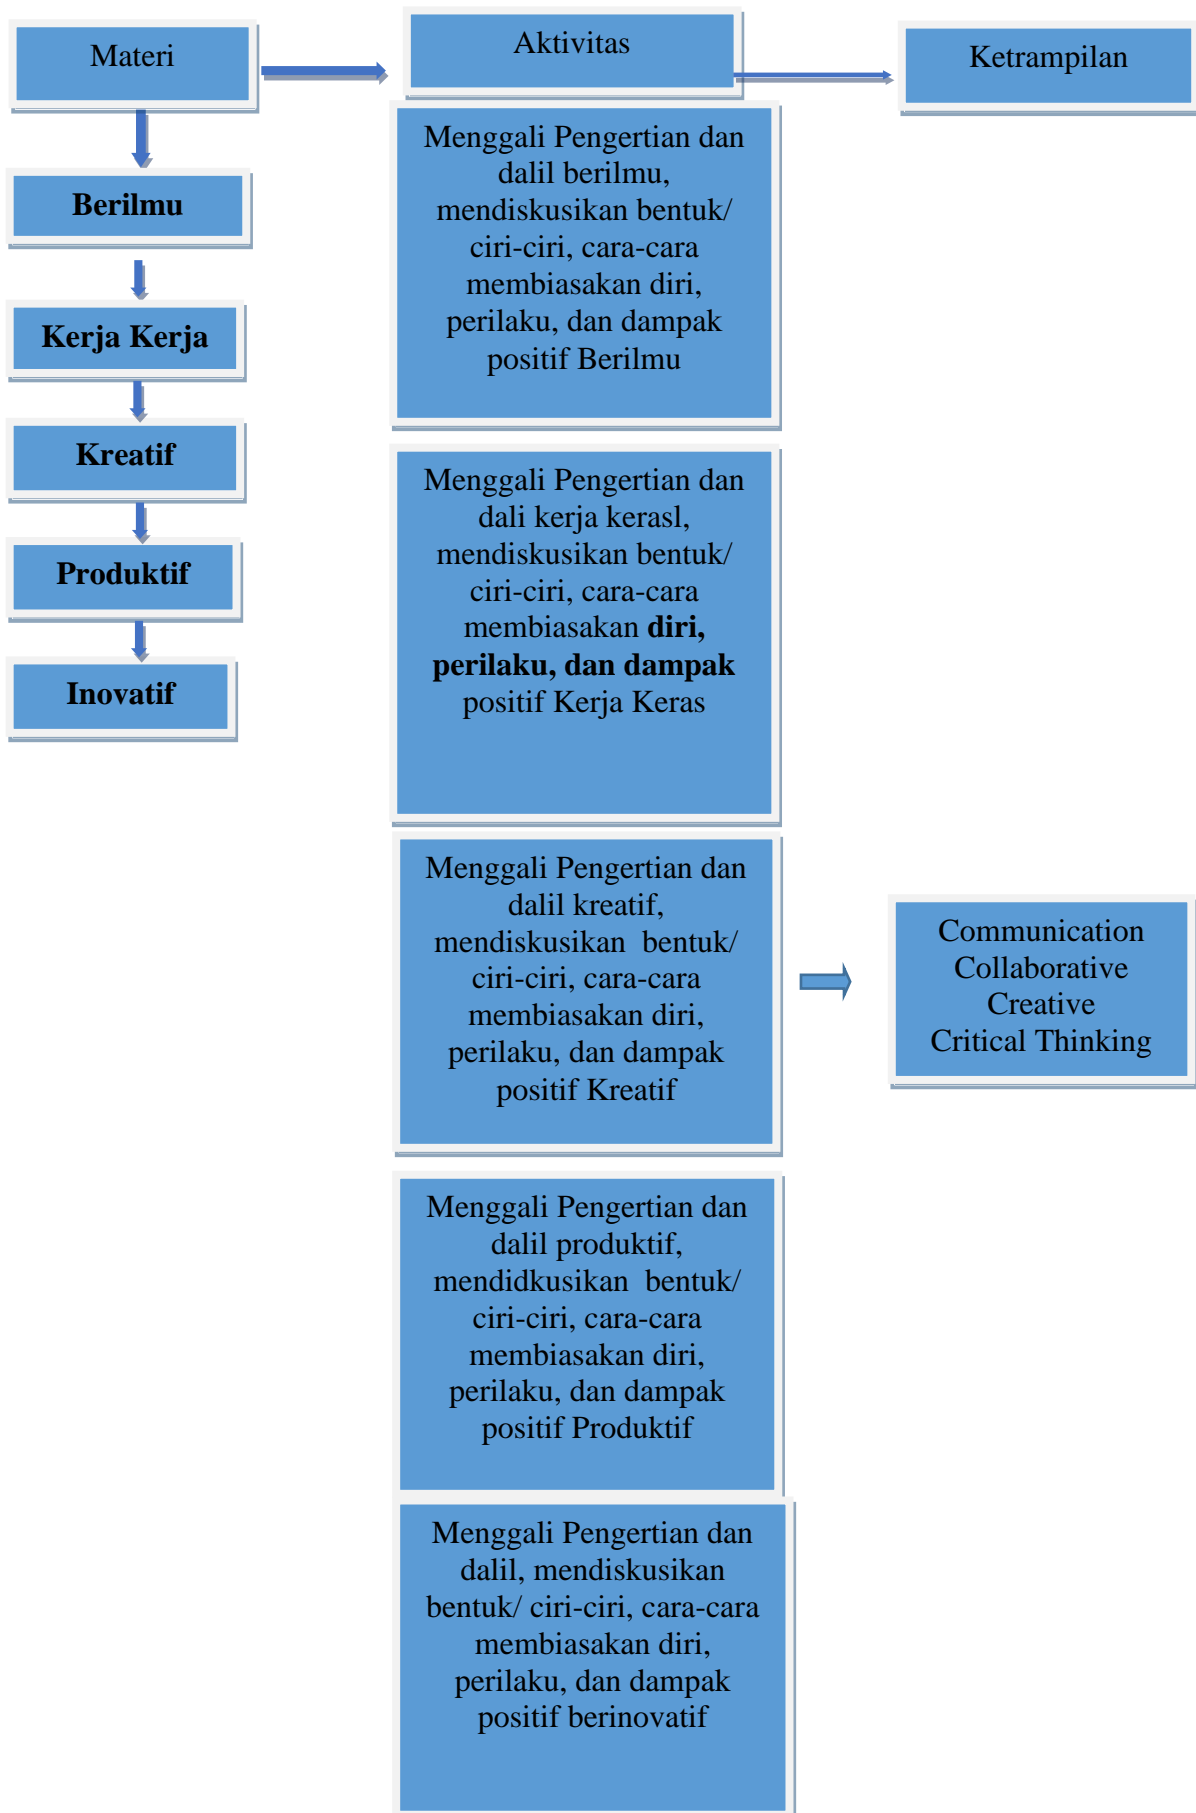 Materi
Aktivitas
Ketrampilan
Berilmu
Kerja Kerja
Kreatif
Produktif
Inovatif
Menggali Pengertian dan
dalil berilmu,
mendiskusikan bentuk/
ciri-ciri, cara-cara
membiasakan diri,
perilaku, dan dampak
positif Berilmu
Menggali Pengertian dan
dali kerja kerasl,
mendiskusikan bentuk/
ciri-ciri, cara-cara
membiasakan diri,
perilaku, dan dampak
positif Kerja Keras
Menggali Pengertian dan
dalil kreatif,
mendiskusikan bentuk/
ciri-ciri, cara-cara
membiasakan diri,
perilaku, dan dampak
positif Kreatif
Communication
Collaborative
Creative
Critical Thinking
Menggali Pengertian dan
dalil produktif,
mendidkusikan bentuk/
ciri-ciri, cara-cara
membiasakan diri,
perilaku, dan dampak
positif Produktif
Menggali Pengertian dan
dalil, mendiskusikan
bentuk/ ciri-ciri, cara-cara
membiasakan diri,
perilaku, dan dampak
positif berinovatif